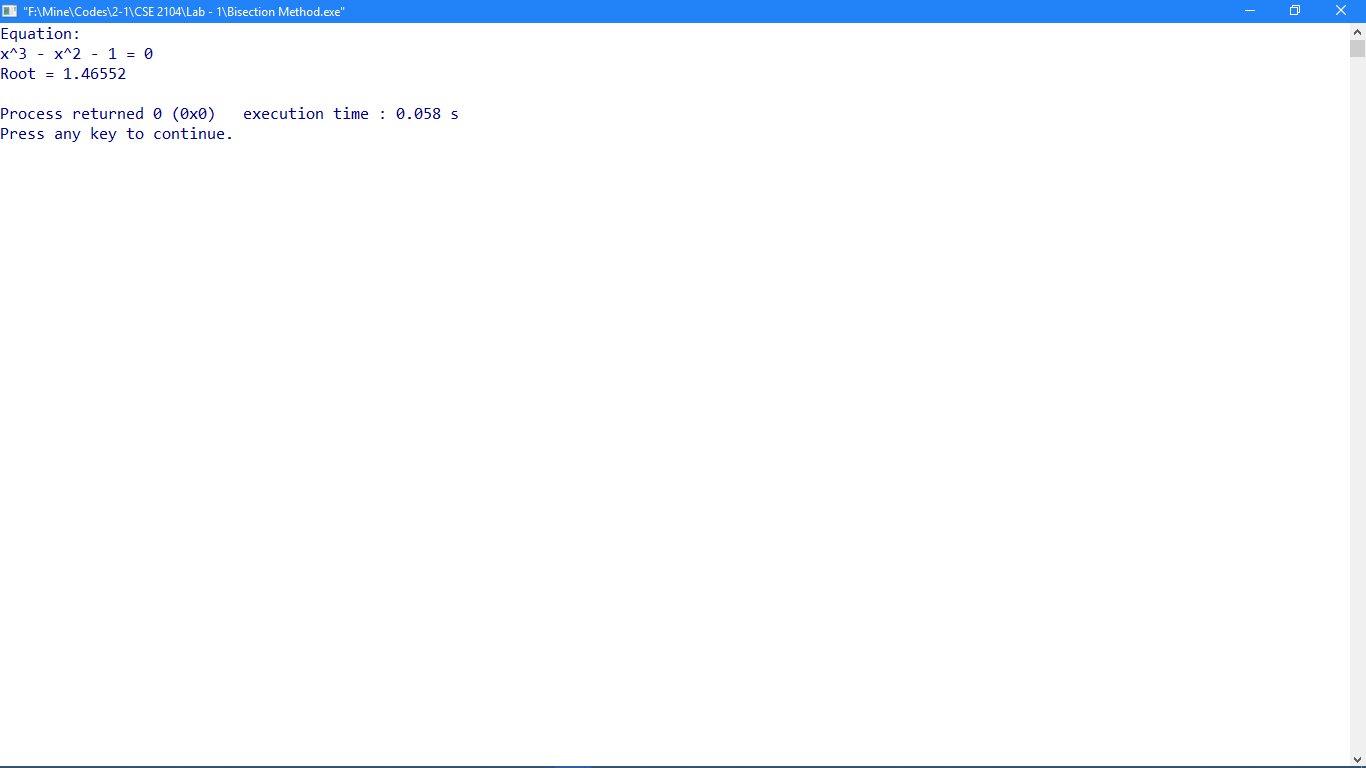 "F:\Mine\Codes\2-1\CSE 2104\Lab - 1\Bisection Method.exe"
Equation:
x^3 - x^2 - 1 = 0
Root = 1.46552
Process returned 0 (0x0)   execution time : 0.058 s
Press any key to continue.